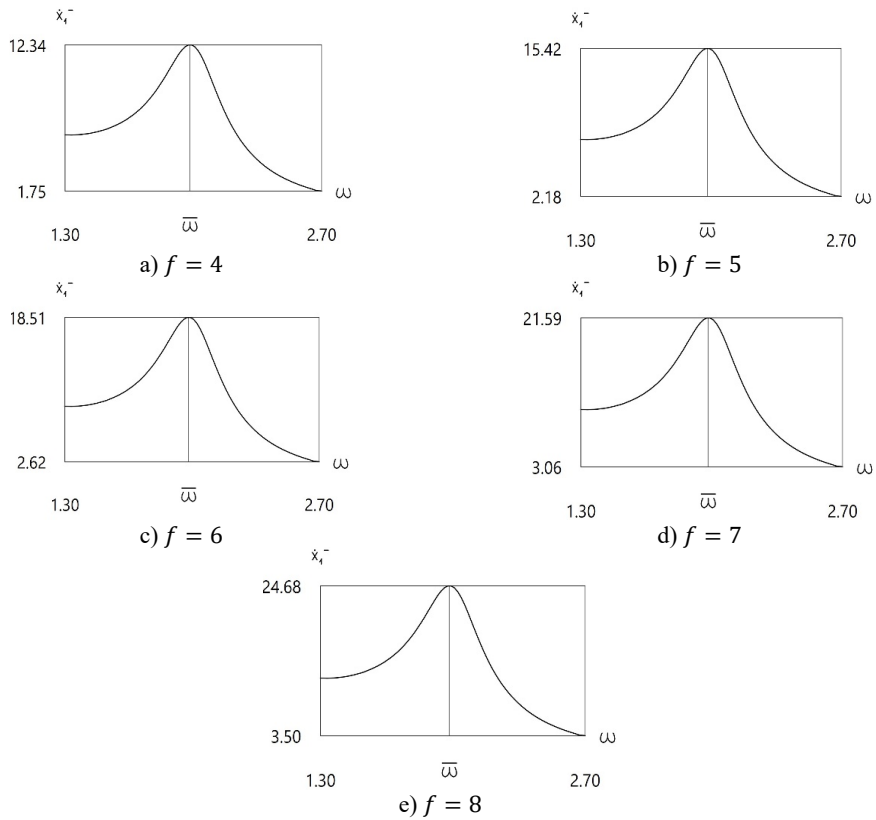 ẋ₁⁻ ẋ₁⁻
12.34 15.42
1.75 ω 2.18 ω
ω̅ ω̅
1.30 2.70 1.30 2.70
a) f = 4 b) f = 5
ẋ₁⁻ ẋ₁⁻
18.51 21.59
2.62 ω 3.06 ω
ω̅ ω̅
1.30 2.70 1.30 2.70
c) f = 6 d) f = 7
ẋ₁⁻
24.68
3.50 ω
ω̅
1.30 2.70
e) f = 8